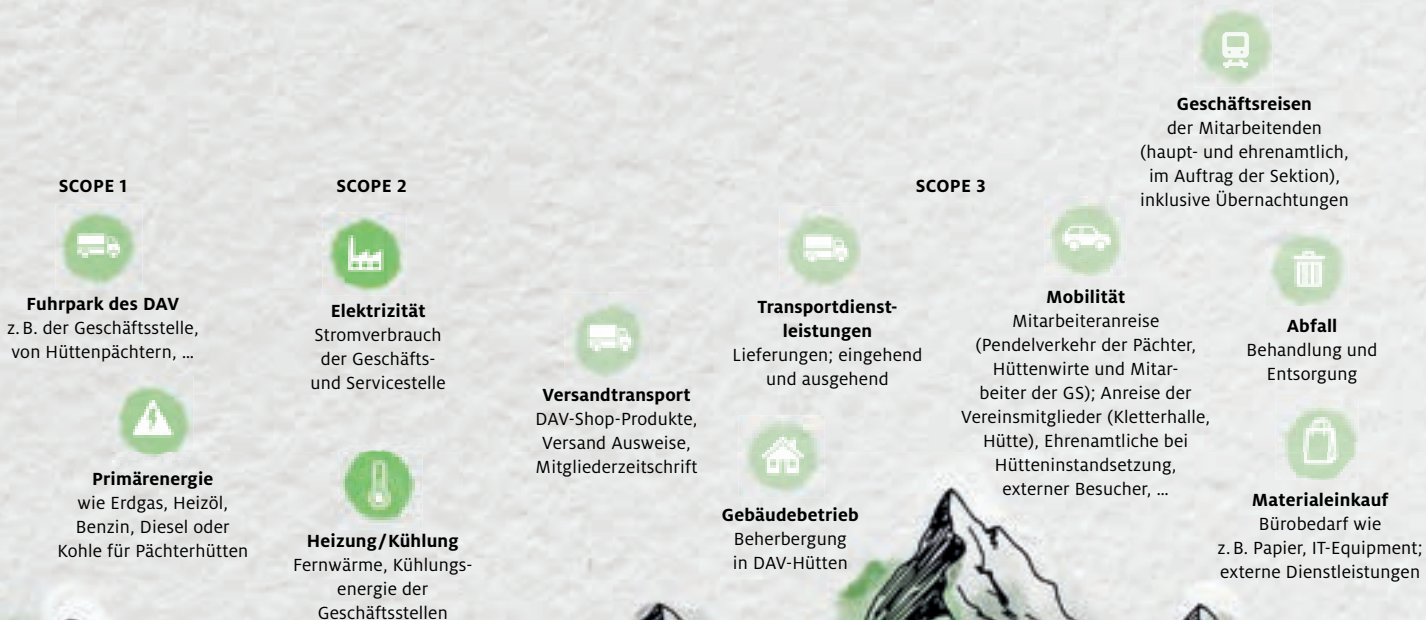 SCOPE 1
Fuhrpark des DAV
z. B. der Geschäftsstelle,
von Hüttenpächtern, ...
Primärenergie
wie Erdgas, Heizöl,
Benzin, Diesel oder
Kohle für Pächterhütten
SCOPE 2
Elektrizität
Stromverbrauch
der Geschäfts-
und Servicestelle
Heizung/Kühlung
Fernwärme, Kühlungs-
energie der
Geschäftsstellen
SCOPE 3
Versandtransport
DAV-Shop-Produkte,
Versand Ausweise,
Mitgliederzeitschrift
Transportdienst-
leistungen
Lieferungen; eingehend
und ausgehend
Gebäudebetrieb
Beherbergung
in DAV-Hütten
Mobilität
Mitarbeiteranreise
(Pendelverkehr der Pächter,
Hüttenwirte und Mitar-
beiter der GS); Anreise der
Vereinsmitglieder (Kletterhalle,
Hütte), Ehrenamtliche bei
Hütteninstandsetzung,
externer Besucher, ...
Geschäftsreisen
der Mitarbeitenden
(haupt- und ehrenamtlich,
im Auftrag der Sektion),
inklusive Übernachtungen
Abfall
Behandlung und
Entsorgung
Materialeinkauf
Bürobedarf wie
z. B. Papier, IT-Equipment;
externe Dienstleistungen